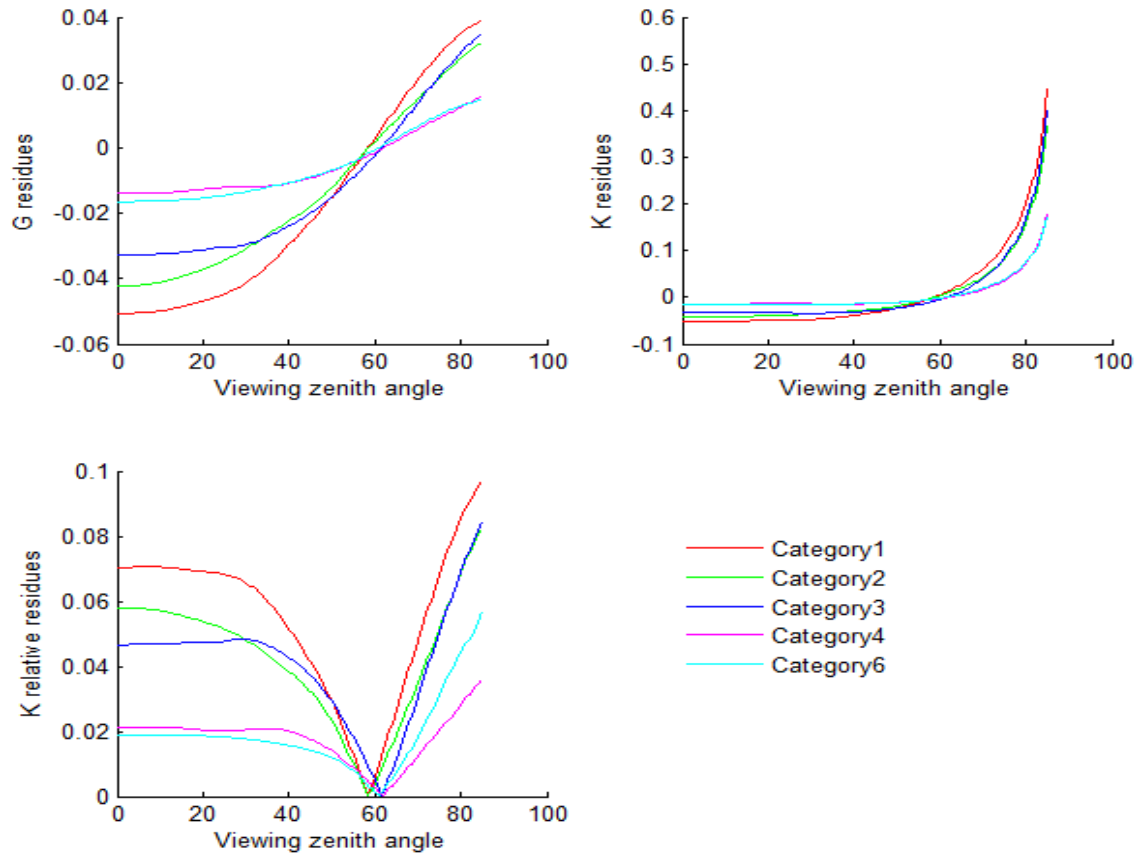 G residues
0.04
0.02
0
-0.02
-0.04
-0.06
0 20 40 60 80 100
Viewing zenith angle
K residues
0.6
0.5
0.4
0.3
0.2
0.1
0
-0.1
0 20 40 60 80 100
Viewing zenith angle
K relative residues
0.1
0.08
0.06
0.04
0.02
0
0 20 40 60 80 100
Viewing zenith angle
Category1
Category2
Category3
Category4
Category6